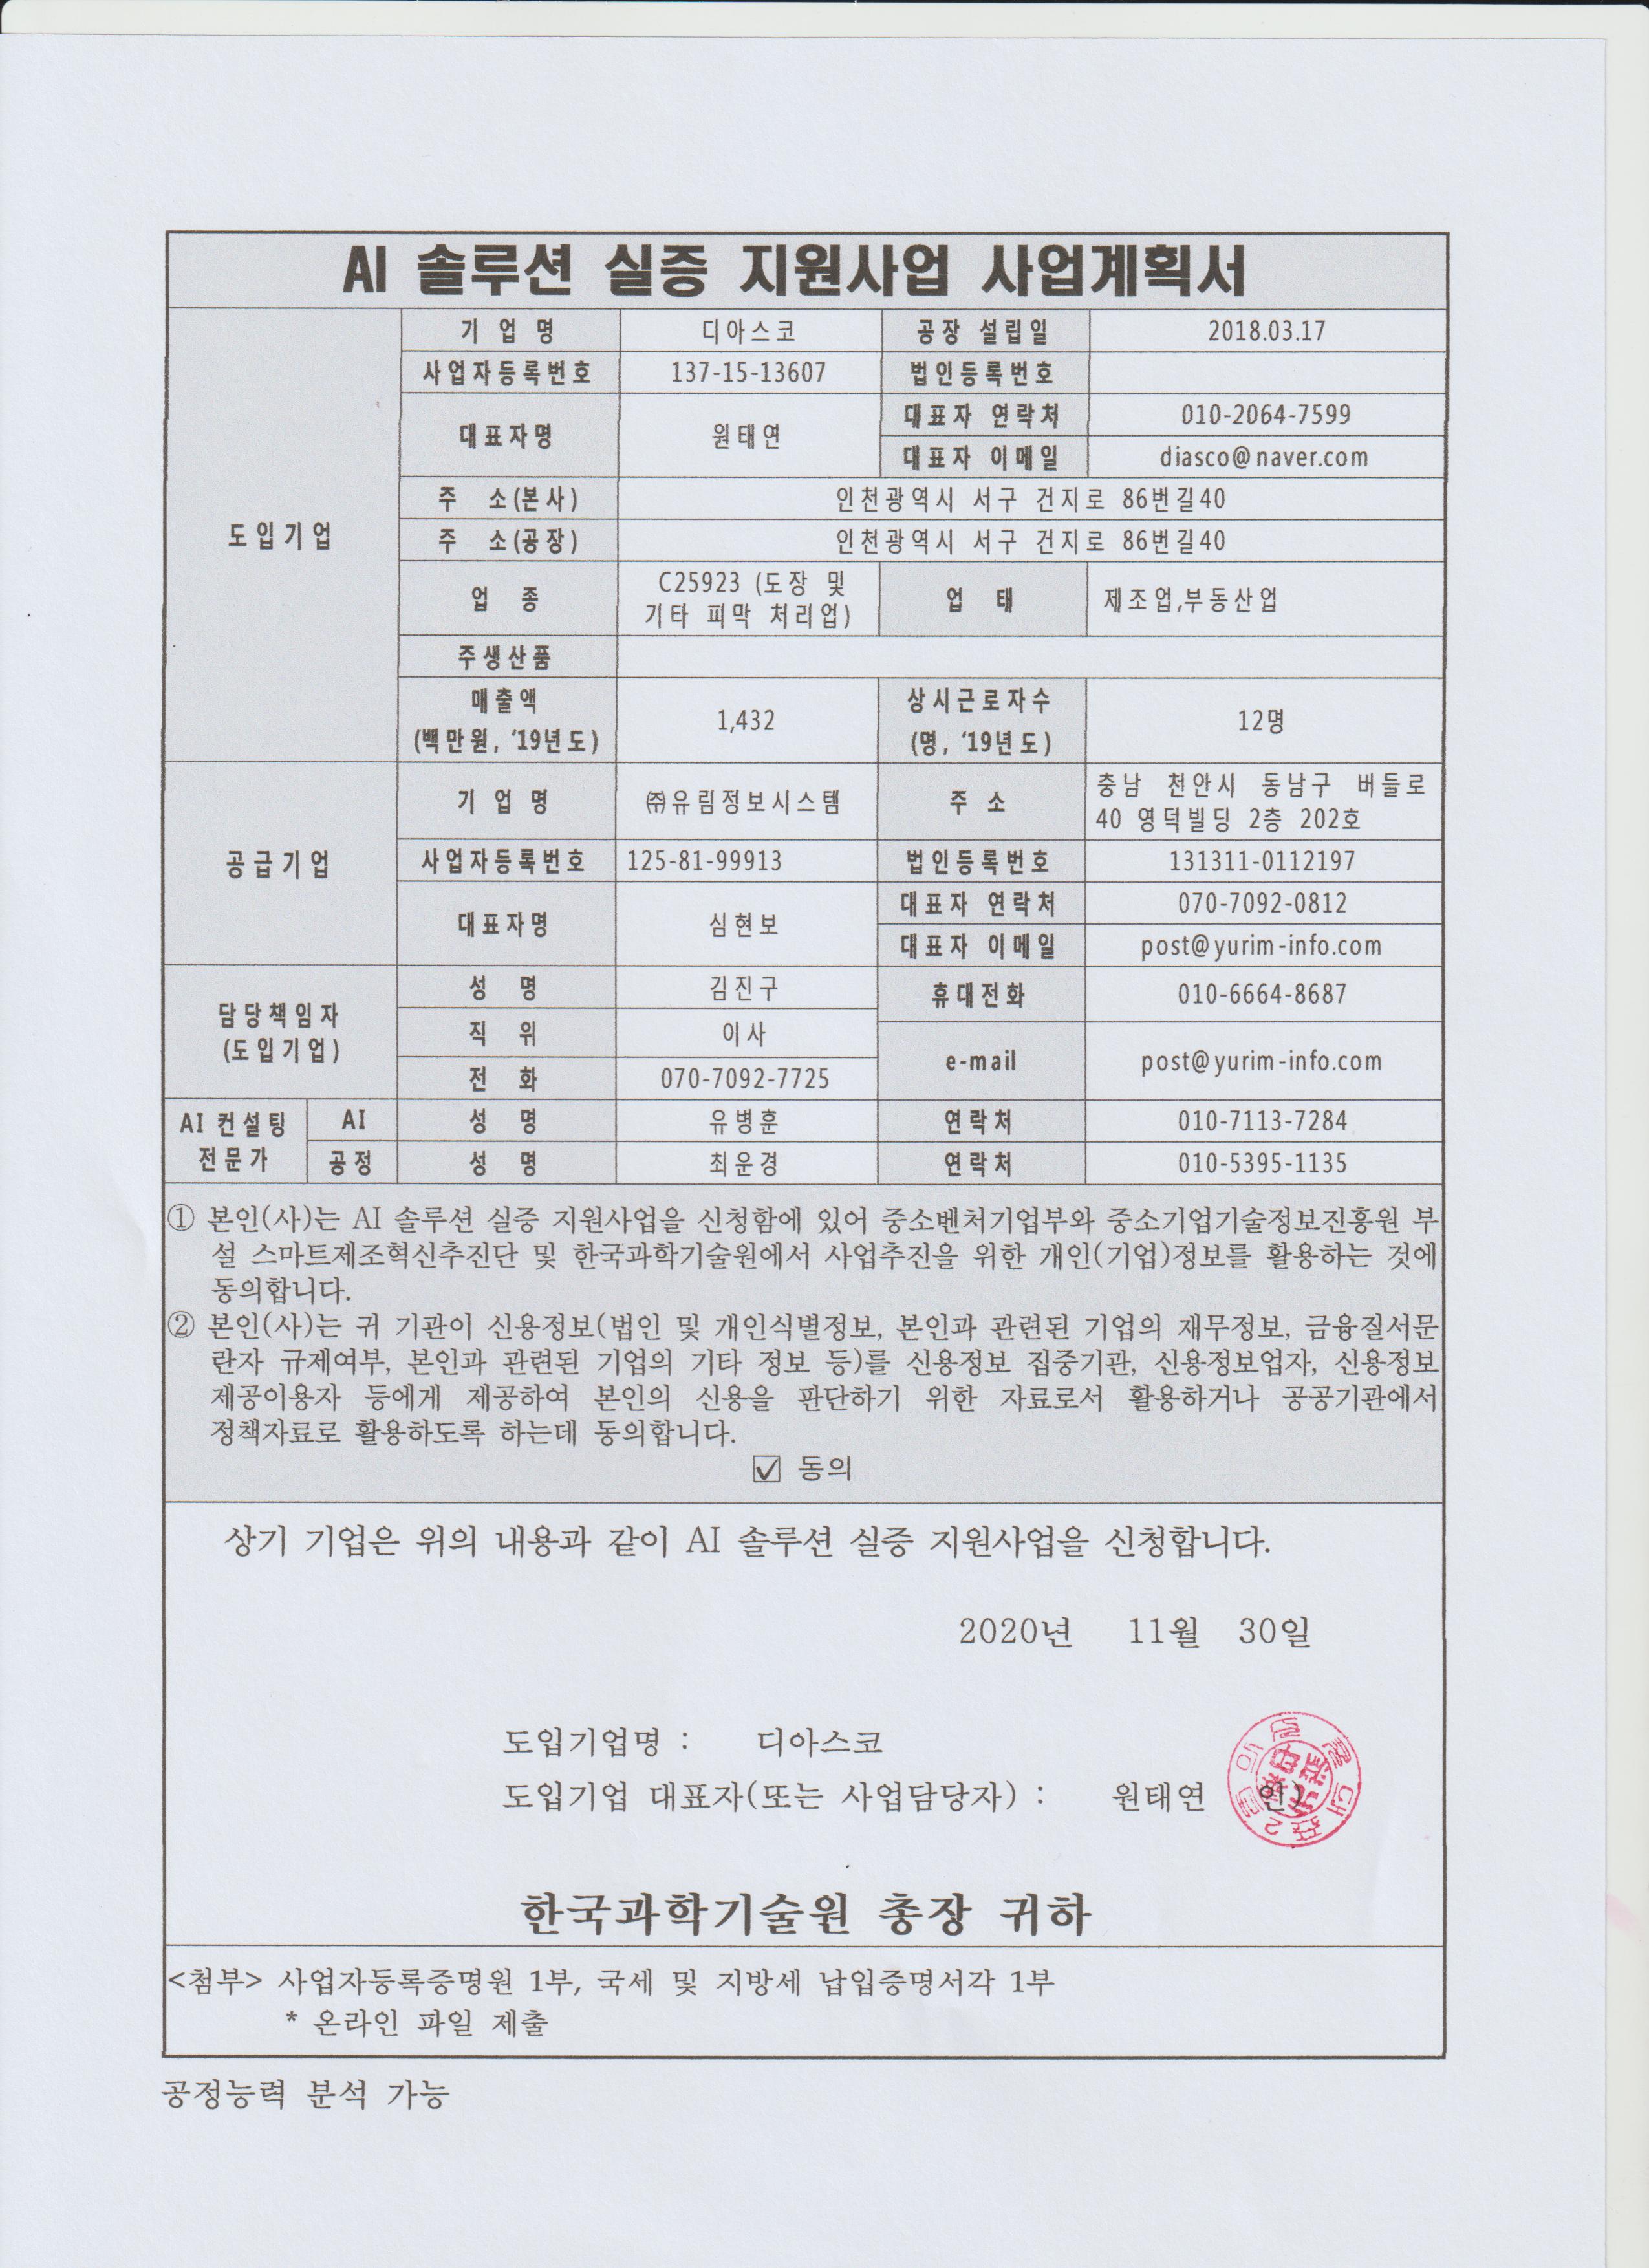 AI 솔루션 실증 지원사업 사업계획서
도입기업
기 업 명 디아스코 공장 설립일 2018.03.17
사업자등록번호 137-15-13607 법인등록번호
대표자명 원태연 대표자 연락처 010-2064-7599
대표자 이메일 diasco@naver.com
주 소(본사) 인천광역시 서구 건지로 86번길40
주 소(공장) 인천광역시 서구 건지로 86번길40
업 종 C25923 (도장 및
기타 피막 처리업) 업 태 제조업,부동산업
주생산품
매출액
(백만원, ‘19년도) 1,432 상시근로자수
(명, ‘19년도) 12명
공급기업
기 업 명 ㈜유림정보시스템 주 소 충남 천안시 동남구 버들로
40 영덕빌딩 2층 202호
사업자등록번호 125-81-99913 법인등록번호 131311-0112197
대표자명 심현보 대표자 연락처 070-7092-0812
대표자 이메일 post@yurim-info.com
담당책임자
(도입기업)
성 명 김진구 휴대전화 010-6664-8687
직 위 이사
e-mail post@yurim-info.com
전 화 070-7092-7725
AI 컨설팅
전문가
AI 성 명 유병훈 연락처 010-7113-7284
공정 성 명 최운경 연락처 010-5395-1135
① 본인(사)는 AI 솔루션 실증 지원사업을 신청함에 있어 중소벤처기업부와 중소기업기술정보진흥원 부
설 스마트제조혁신추진단 및 한국과학기술원에서 사업추진을 위한 개인(기업)정보를 활용하는 것에
동의합니다.
② 본인(사)는 귀 기관이 신용정보(법인 및 개인식별정보, 본인과 관련된 기업의 재무정보, 금융질서문
란자 규제여부, 본인과 관련된 기업의 기타 정보 등)를 신용정보 집중기관, 신용정보업자, 신용정보
제공이용자 등에게 제공하여 본인의 신용을 판단하기 위한 자료로서 활용하거나 공공기관에서
정책자료로 활용하도록 하는데 동의합니다.
☑ 동의
상기 기업은 위의 내용과 같이 AI 솔루션 실증 지원사업을 신청합니다.
2020년 11월 30일
도입기업명 : 디아스코
도입기업 대표자(또는 사업담당자) : 원태연 인)
한국과학기술원 총장 귀하
<첨부> 사업자등록증명원 1부, 국세 및 지방세 납입증명서각 1부
* 온라인 파일 제출
공정능력 분석 가능